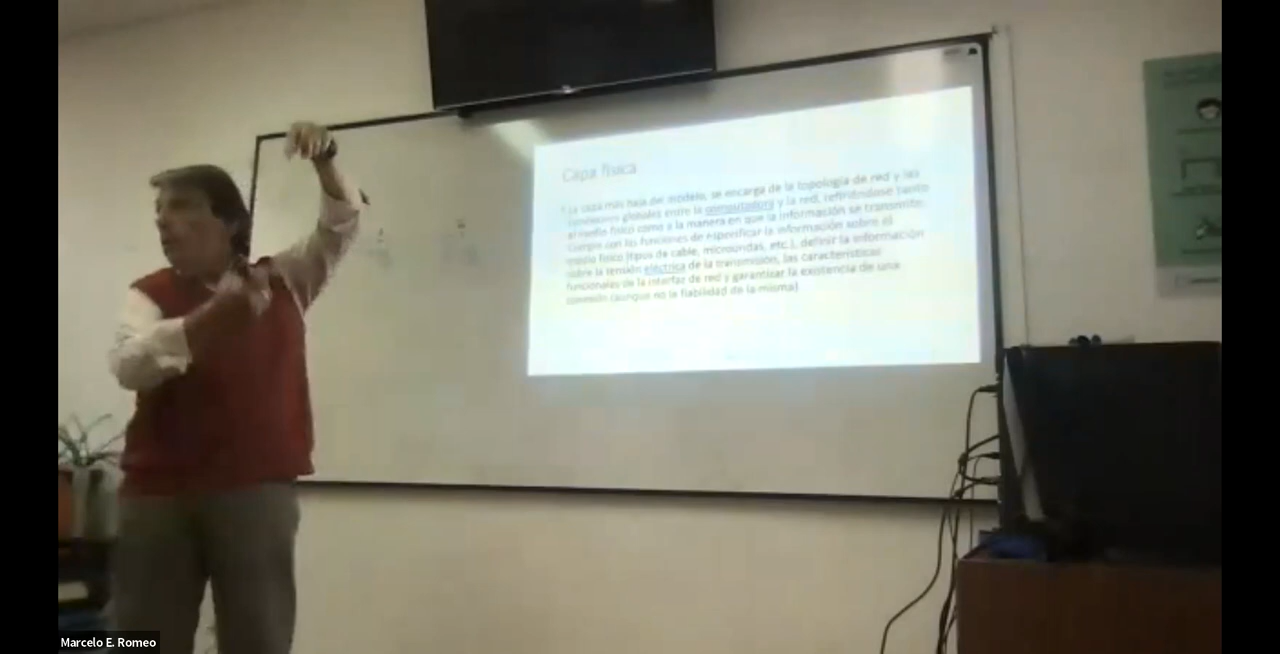 Capa física
La capa más baja del modelo, se encarga de la topología de red y las
conexiones globales entre la computadora y la red, refiriéndose tanto
al medio físico como a la manera en que la información se transmite.
Cumple con las funciones de especificar la información sobre el
medio físico (tipos de cable, microondas, etc.), definir la información
sobre la tensión eléctrica de la transmisión, las características
funcionales de la interfaz de red y garantizar la existencia de una
conexión (aunque no la fiabilidad de la misma)
Marcelo E. Romeo